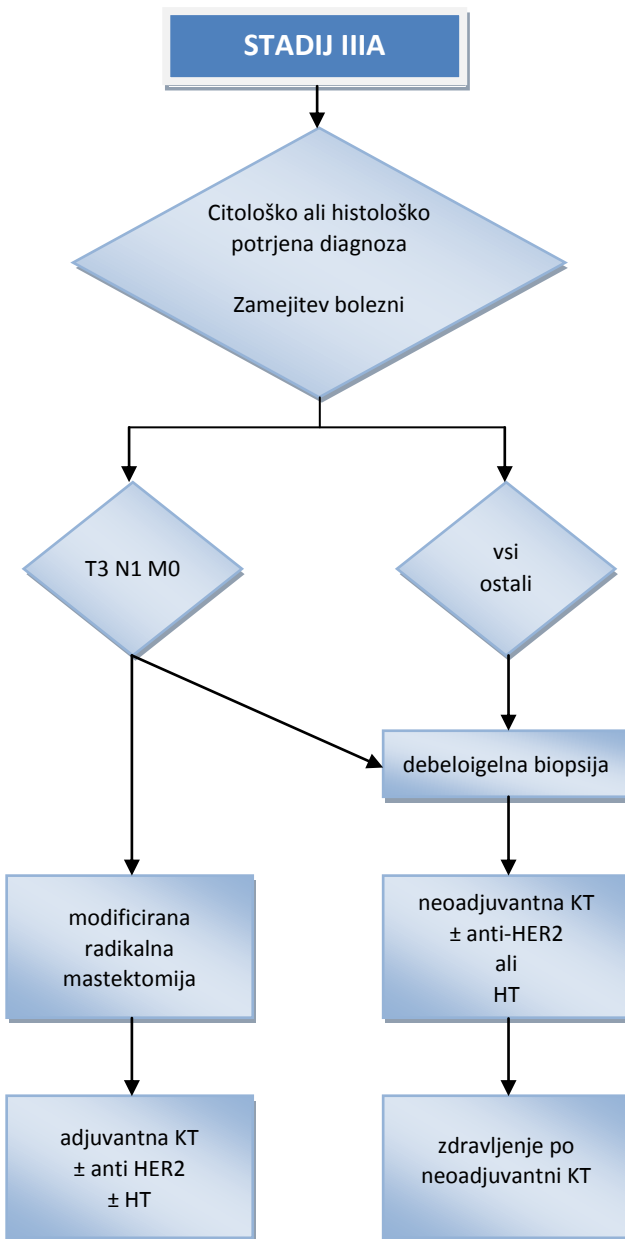 STADIJ IIIA
Citološko ali histološko
potrjena diagnoza
Zamejitev bolezni
T3 N1 M0
vsi
ostali
debeloigelna biopsija
modificirana
radikalna
mastektomija
neoadjuvantna KT
± anti-HER2
ali
HT
adjuvantna KT
± anti HER2
± HT
zdravljenje po
neoadjuvantni KT